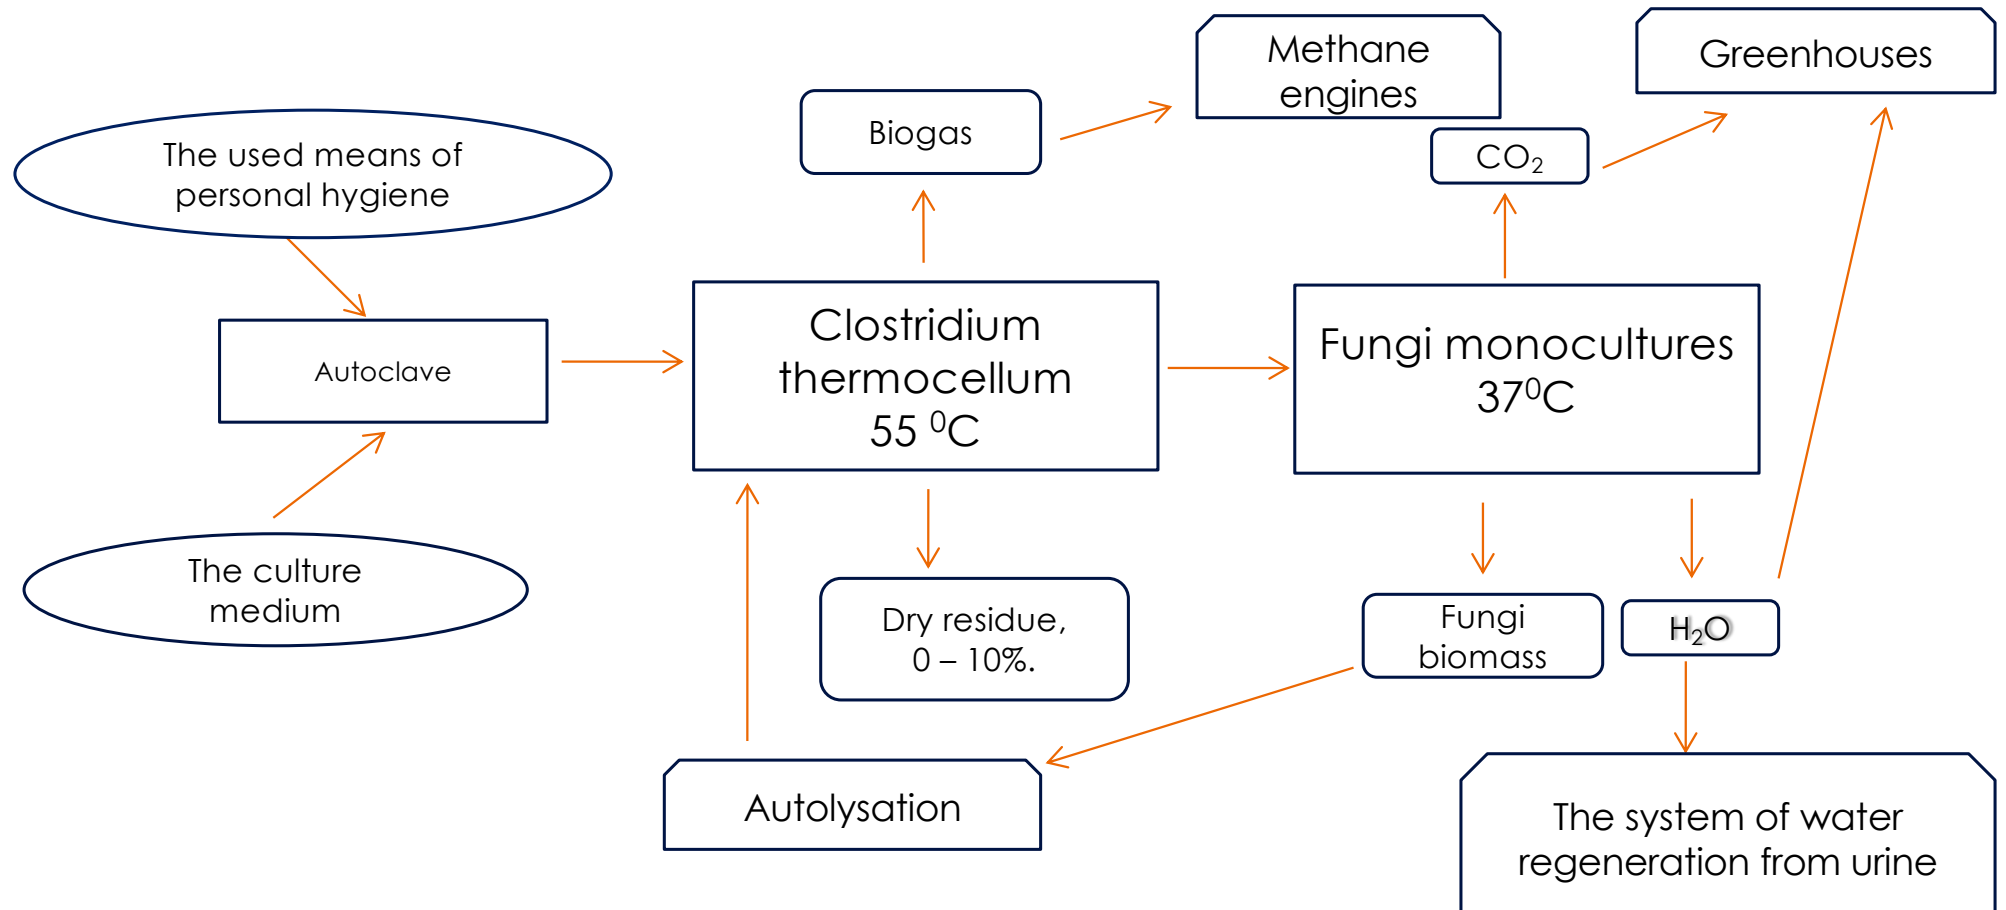 Methane
engines
Greenhouses
Biogas
CO₂
The used means of
personal hygiene
Autoclave
Clostridium
thermocellum
55 ⁰C
Fungi monocultures
37⁰C
The culture
medium
Dry residue,
0 – 10%.
Fungi
biomass
H₂O
Autolysation
The system of water
regeneration from urine